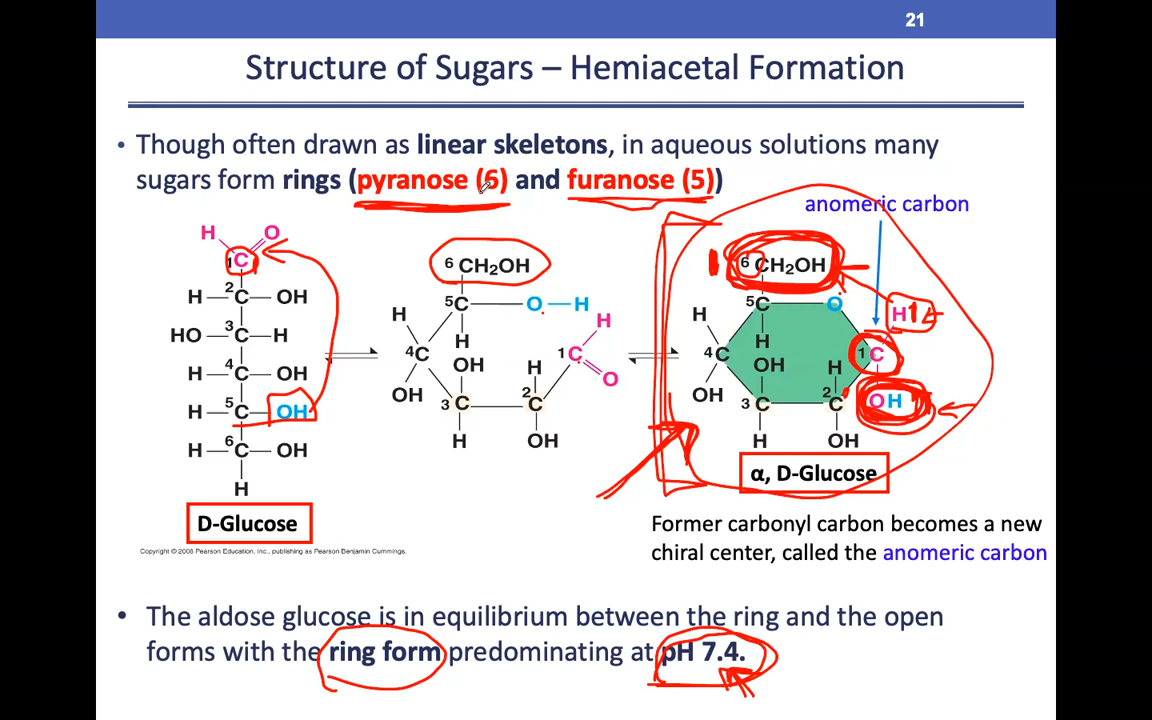 21
Structure of Sugars – Hemiacetal Formation
• Though often drawn as linear skeletons, in aqueous solutions many
sugars form rings (pyranose (6) and furanose (5))
anomeric carbon
H O
1C
H 2C OH
HO 3C H
H 4C OH
H 5C OH
H 6C OH
H
D-Glucose
Copyright © 2008 Pearson Education, Inc., publishing as Pearson Benjamin Cummings.
6 CH2OH
5C O H
H H H
4C OH H 1C
OH 3C 2C O
H OH
6 CH2OH
5C O
H H H
4C OH H 1C
OH 3C 2C OH
H OH
α, D-Glucose
Former carbonyl carbon becomes a new
chiral center, called the anomeric carbon
• The aldose glucose is in equilibrium between the ring and the open
forms with the ring form predominating at pH 7.4.